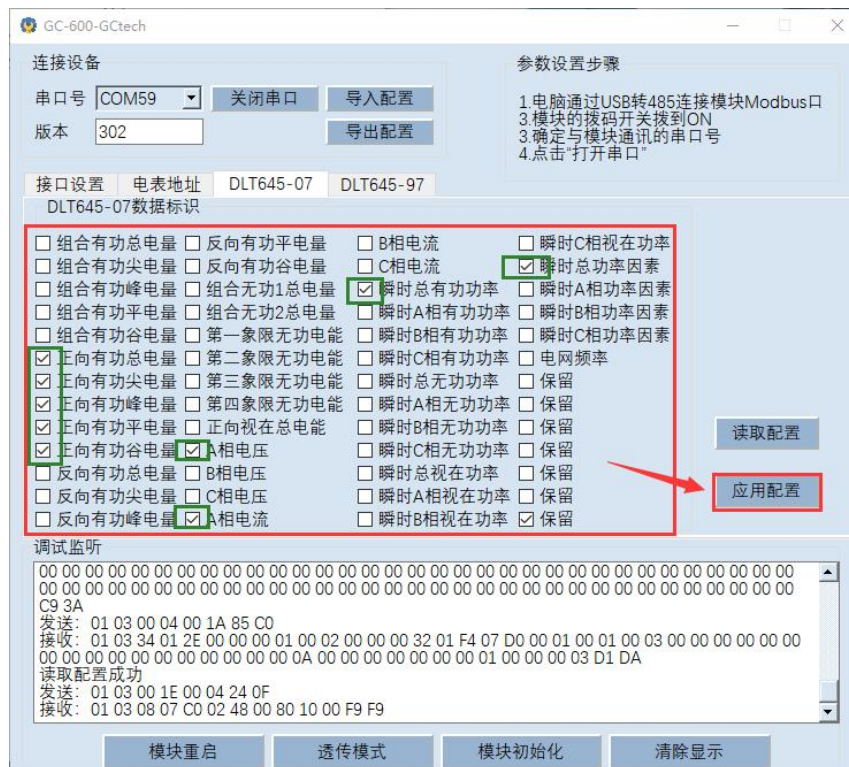 GC-600-GCtech
连接设备
串口号 COM59 关闭串口 导入配置
版本 302 导出配置
参数设置步骤
1.电脑通过USB转485连接模块Modbus口
3.模块的拨码开关拨到ON
3.确定与模块通讯的串口号
4.点击“打开串口”
接口设置 电表地址 DLT645-07 DLT645-97
DLT645-07数据标识
组合有功总电量 反向有功平电量 B相电流 瞬时C相视在功率
组合有功尖电量 反向有功谷电量 C相电流 瞬时总功率因素
组合有功峰电量 组合无功1总电量 瞬时总有功功率 瞬时A相功率因素
组合有功平电量 组合无功2总电量 瞬时A相有功功率 瞬时B相功率因素
组合有功谷电量 第一象限无功电能 瞬时B相有功功率 瞬时C相功率因素
正向有功总电量 第二象限无功电能 瞬时C相有功功率 电网频率
正向有功尖电量 第三象限无功电能 瞬时总无功功率 保留
正向有功峰电量 第四象限无功电能 瞬时A相无功功率 保留
正向有功平电量 正向视在总电能 瞬时B相无功功率 保留
正向有功谷电量 A相电压 瞬时C相无功功率 保留
反向有功总电量 B相电压 瞬时总视在功率 保留
反向有功尖电量 C相电压 瞬时A相视在功率 保留
反向有功峰电量 A相电流 瞬时B相视在功率 保留
读取配置
应用配置
调试监听
00 00 00 00 00 00 00 00 00 00 00 00 00 00 00 00 00 00 00 00 00 00 00 00 00 00 00 00 00 00 00 00 00
00 00 00 00 00 00 00 00 00 00 00 00 00 00 00 00 00 00 00 00 00 00 00 00 00 00 00 00 00 00 00 00 00
C9 3A
发送: 01 03 00 04 00 1A 85 C0
接收: 01 03 34 01 2E 00 00 00 01 00 02 00 00 00 32 01 F4 07 D0 00 01 00 01 00 03 00 00 00 00 00 00
00 00 00 00 00 00 00 00 00 00 00 0A 00 00 00 00 00 00 00 01 00 00 00 03 D1 DA
读取配置成功
发送: 01 03 00 1E 00 04 24 0F
接收: 01 03 08 07 C0 02 48 00 80 10 00 F9 F9
模块重启 透传模式 模块初始化 清除显示